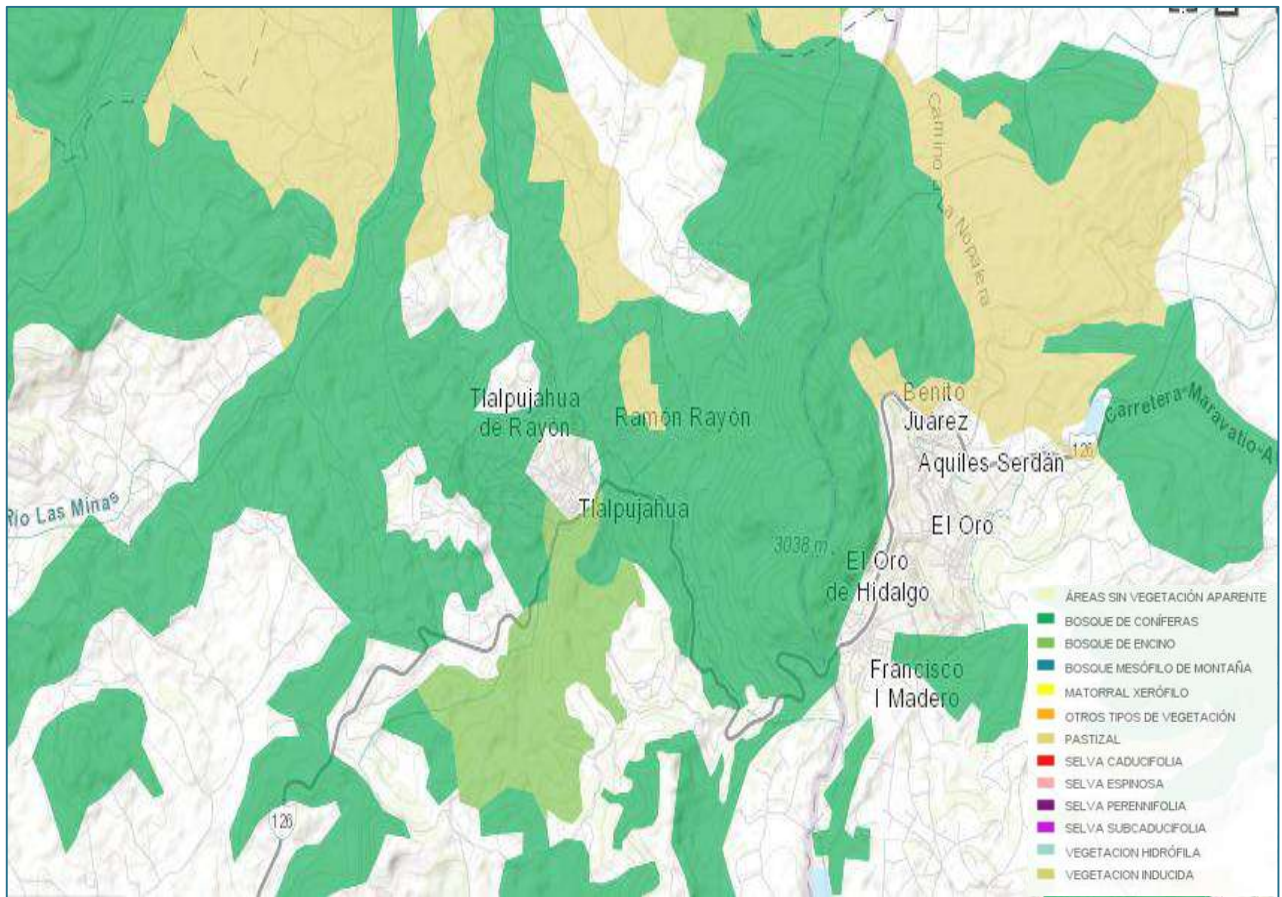 Camino a La Nopalera
Tlalpujahua
de Rayón
Ramón Rayón
Benito
Juárez
Carretera-Maravatio-A
126
Aquiles Serdán
Río Las Minas
Tlalpujahua
El Oro
3038 m
El Oro
de Hidalgo
Francisco
I Madero
126
ÁREAS SIN VEGETACIÓN APARENTE
BOSQUE DE CONÍFERAS
BOSQUE DE ENCINO
BOSQUE MESÓFILO DE MONTAÑA
MATORRAL XERÓFILO
OTROS TIPOS DE VEGETACIÓN
PASTIZAL
SELVA CADUCIFOLIA
SELVA ESPINOSA
SELVA PERENNIFOLIA
SELVA SUBCADUCIFOLIA
VEGETACION HIDRÓFILA
VEGETACION INDUCIDA